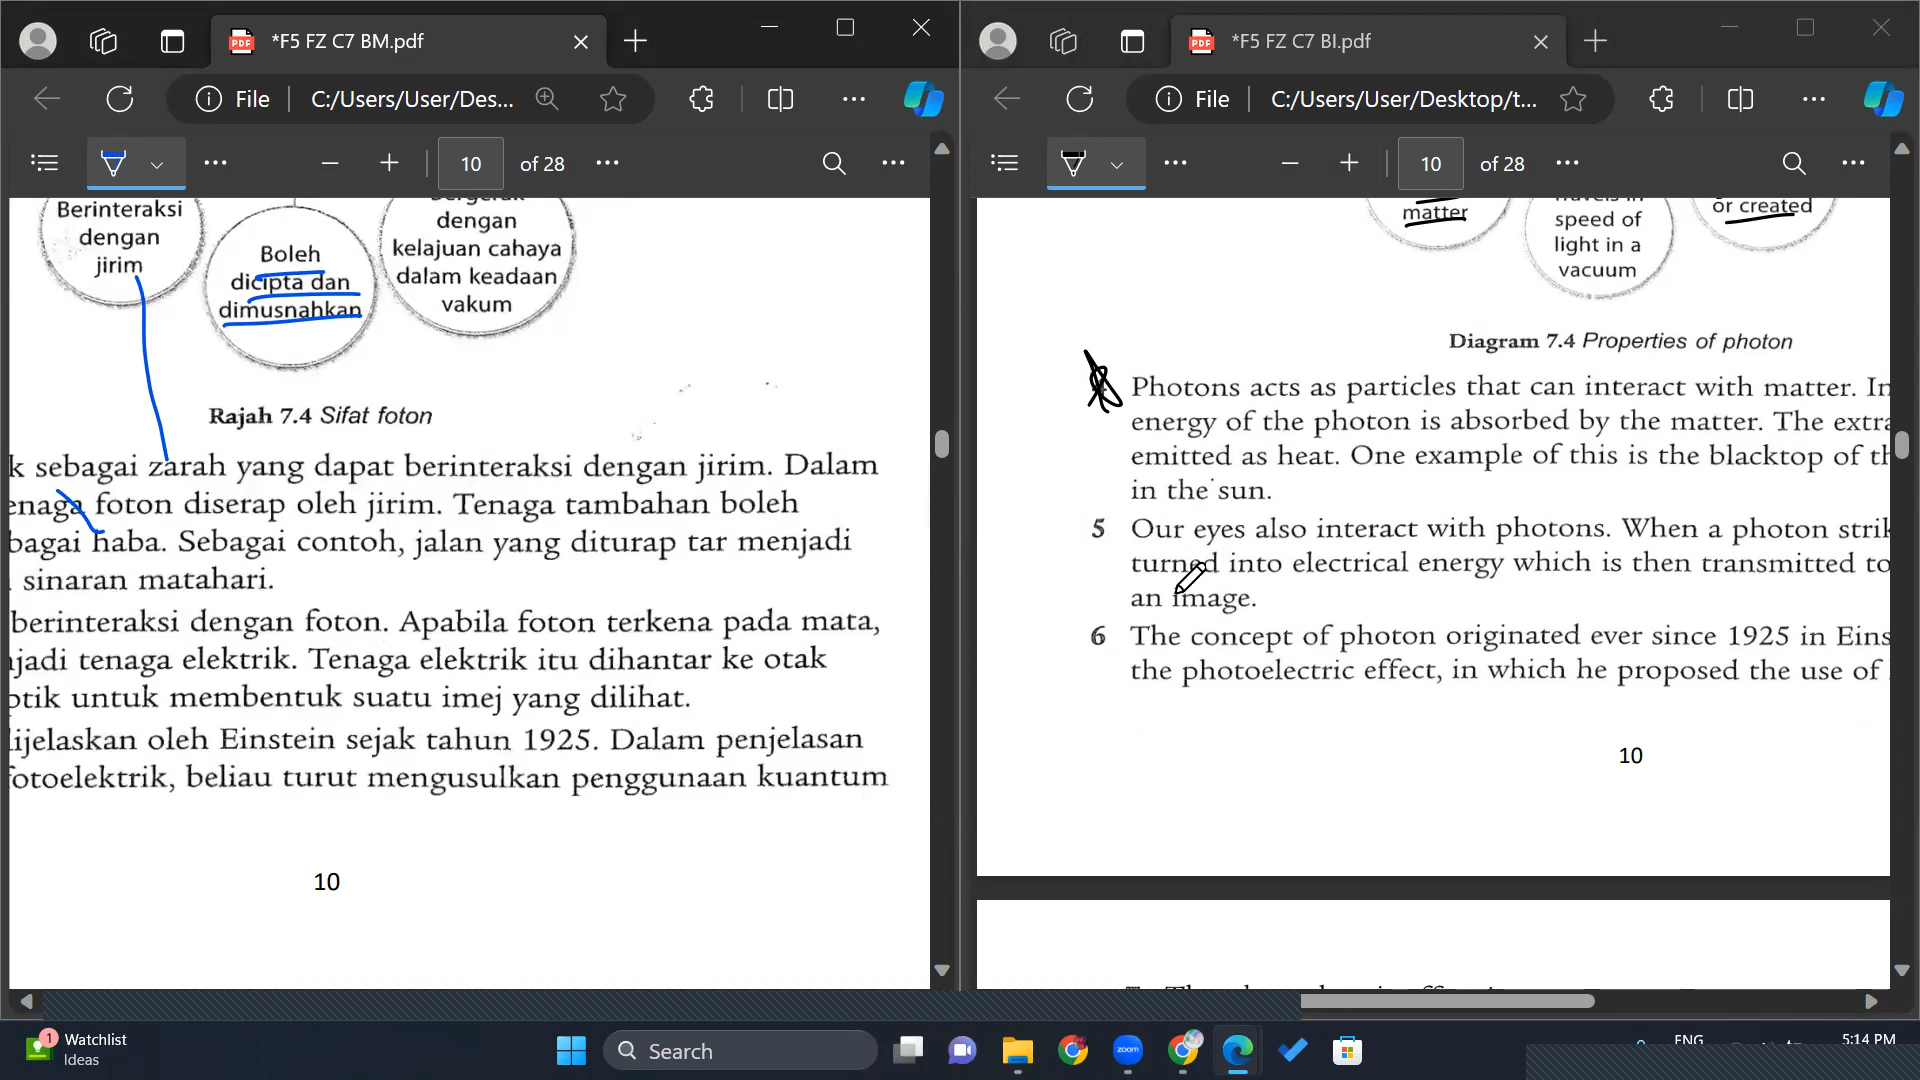 *F5 FZ C7 BM.pdf
File
C:/Users/User/Des...
10
of 28
Berinteraksi
dengan
jirim
Boleh
dicipta dan
dimusnahkan
dengan
kelajuan cahaya
dalam keadaan
vakum
Rajah 7.4 Sifat foton
k sebagai zarah yang dapat berinteraksi dengan jirim. Dalam
enaga foton diserap oleh jirim. Tenaga tambahan boleh
bagai haba. Sebagai contoh, jalan yang diturap tar menjadi
sinaran matahari.
berinteraksi dengan foton. Apabila foton terkena pada mata,
jadi tenaga elektrik. Tenaga elektrik itu dihantar ke otak
ptik untuk membentuk suatu imej yang dilihat.
dijelaskan oleh Einstein sejak tahun 1925. Dalam penjelasan
fotoelektrik, beliau turut mengusulkan penggunaan kuantum
10
*F5 FZ C7 BI.pdf
File
C:/Users/User/Desktop/t...
10
of 28
matter
speed of
light in a
vacuum
or created
Diagram 7.4 Properties of photon
Photons acts as particles that can interact with matter. In
energy of the photon is absorbed by the matter. The extra
emitted as heat. One example of this is the blacktop of th
in the sun.
5 Our eyes also interact with photons. When a photon strik
turned into electrical energy which is then transmitted to
an image.
6 The concept of photon originated ever since 1925 in Eins
the photoelectric effect, in which he proposed the use of
10
1
Watchlist
Ideas
Search
zoom
ENG
5:14 PM